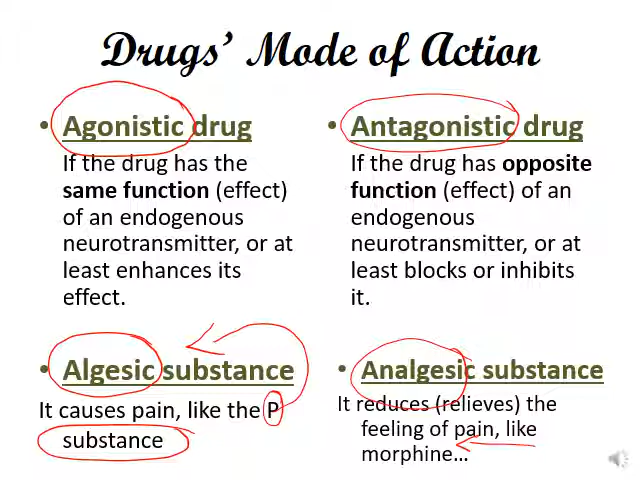 Drugs' Mode of Action
• Agonistic drug
If the drug has the
same function (effect)
of an endogenous
neurotransmitter, or at
least enhances its
effect.
• Antagonistic drug
If the drug has opposite
function (effect) of an
endogenous
neurotransmitter, or at
least blocks or inhibits
it.
• Algesic substance
It causes pain, like the P
substance
• Analgesic substance
It reduces (relieves) the
feeling of pain, like
morphine…